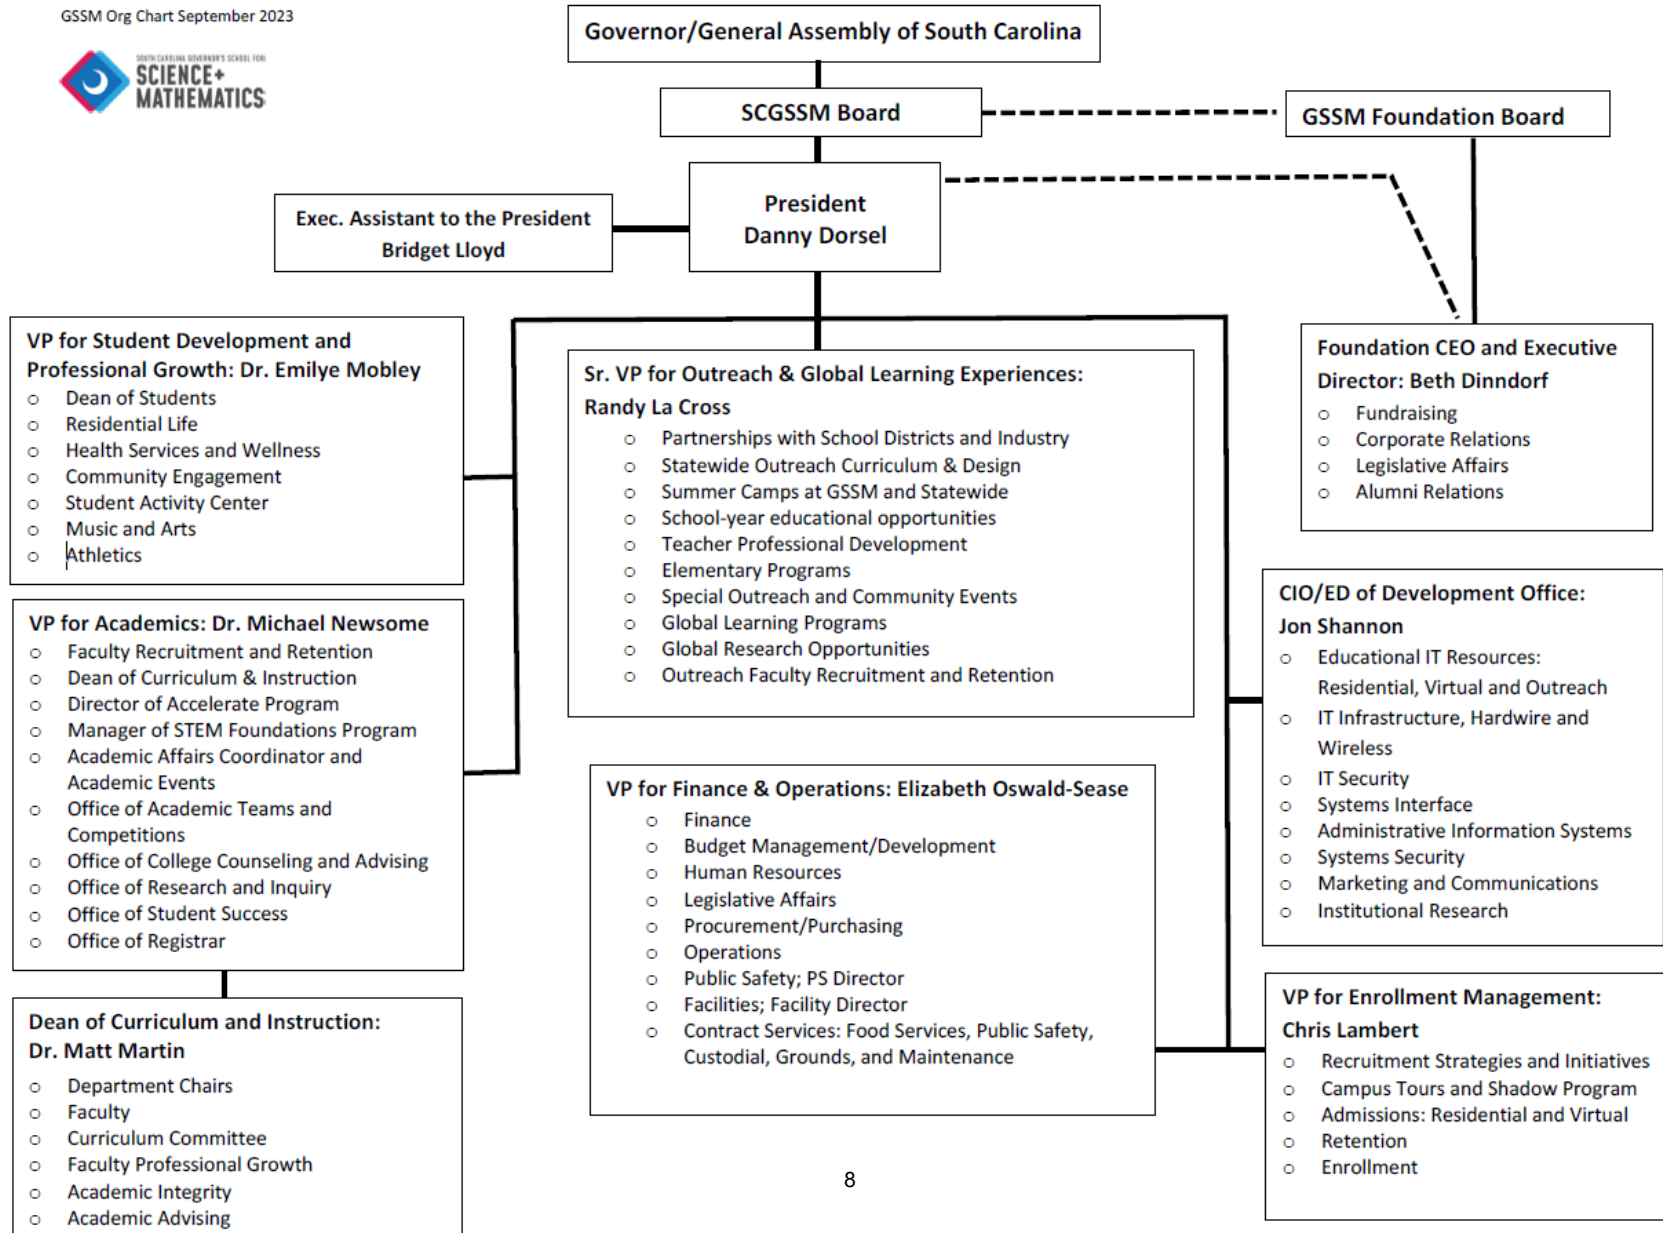 GSSM Org Chart September 2023
SOUTH CAROLINA GOVERNOR'S SCHOOL FOR
SCIENCE+
MATHEMATICS
Governor/General Assembly of South Carolina
SCGSSM Board
GSSM Foundation Board
President
Danny Dorsel
Exec. Assistant to the President
Bridget Lloyd
VP for Student Development and
Professional Growth: Dr. Emilye Mobley
o Dean of Students
o Residential Life
o Health Services and Wellness
o Community Engagement
o Student Activity Center
o Music and Arts
o Athletics
VP for Academics: Dr. Michael Newsome
o Faculty Recruitment and Retention
o Dean of Curriculum & Instruction
o Director of Accelerate Program
o Manager of STEM Foundations Program
o Academic Affairs Coordinator and
Academic Events
o Office of Academic Teams and
Competitions
o Office of College Counseling and Advising
o Office of Research and Inquiry
o Office of Student Success
o Office of Registrar
Dean of Curriculum and Instruction:
Dr. Matt Martin
o Department Chairs
o Faculty
o Curriculum Committee
o Faculty Professional Growth
o Academic Integrity
o Academic Advising
Sr. VP for Outreach & Global Learning Experiences:
Randy La Cross
o Partnerships with School Districts and Industry
o Statewide Outreach Curriculum & Design
o Summer Camps at GSSM and Statewide
o School-year educational opportunities
o Teacher Professional Development
o Elementary Programs
o Special Outreach and Community Events
o Global Learning Programs
o Global Research Opportunities
o Outreach Faculty Recruitment and Retention
VP for Finance & Operations: Elizabeth Oswald-Sease
o Finance
o Budget Management/Development
o Human Resources
o Legislative Affairs
o Procurement/Purchasing
o Operations
o Public Safety; PS Director
o Facilities; Facility Director
o Contract Services: Food Services, Public Safety,
Custodial, Grounds, and Maintenance
Foundation CEO and Executive
Director: Beth Dinndorf
o Fundraising
o Corporate Relations
o Legislative Affairs
o Alumni Relations
CIO/ED of Development Office:
Jon Shannon
o Educational IT Resources:
Residential, Virtual and Outreach
o IT Infrastructure, Hardwire and
Wireless
o IT Security
o Systems Interface
o Administrative Information Systems
o Systems Security
o Marketing and Communications
o Institutional Research
VP for Enrollment Management:
Chris Lambert
o Recruitment Strategies and Initiatives
o Campus Tours and Shadow Program
o Admissions: Residential and Virtual
o Retention
o Enrollment
8